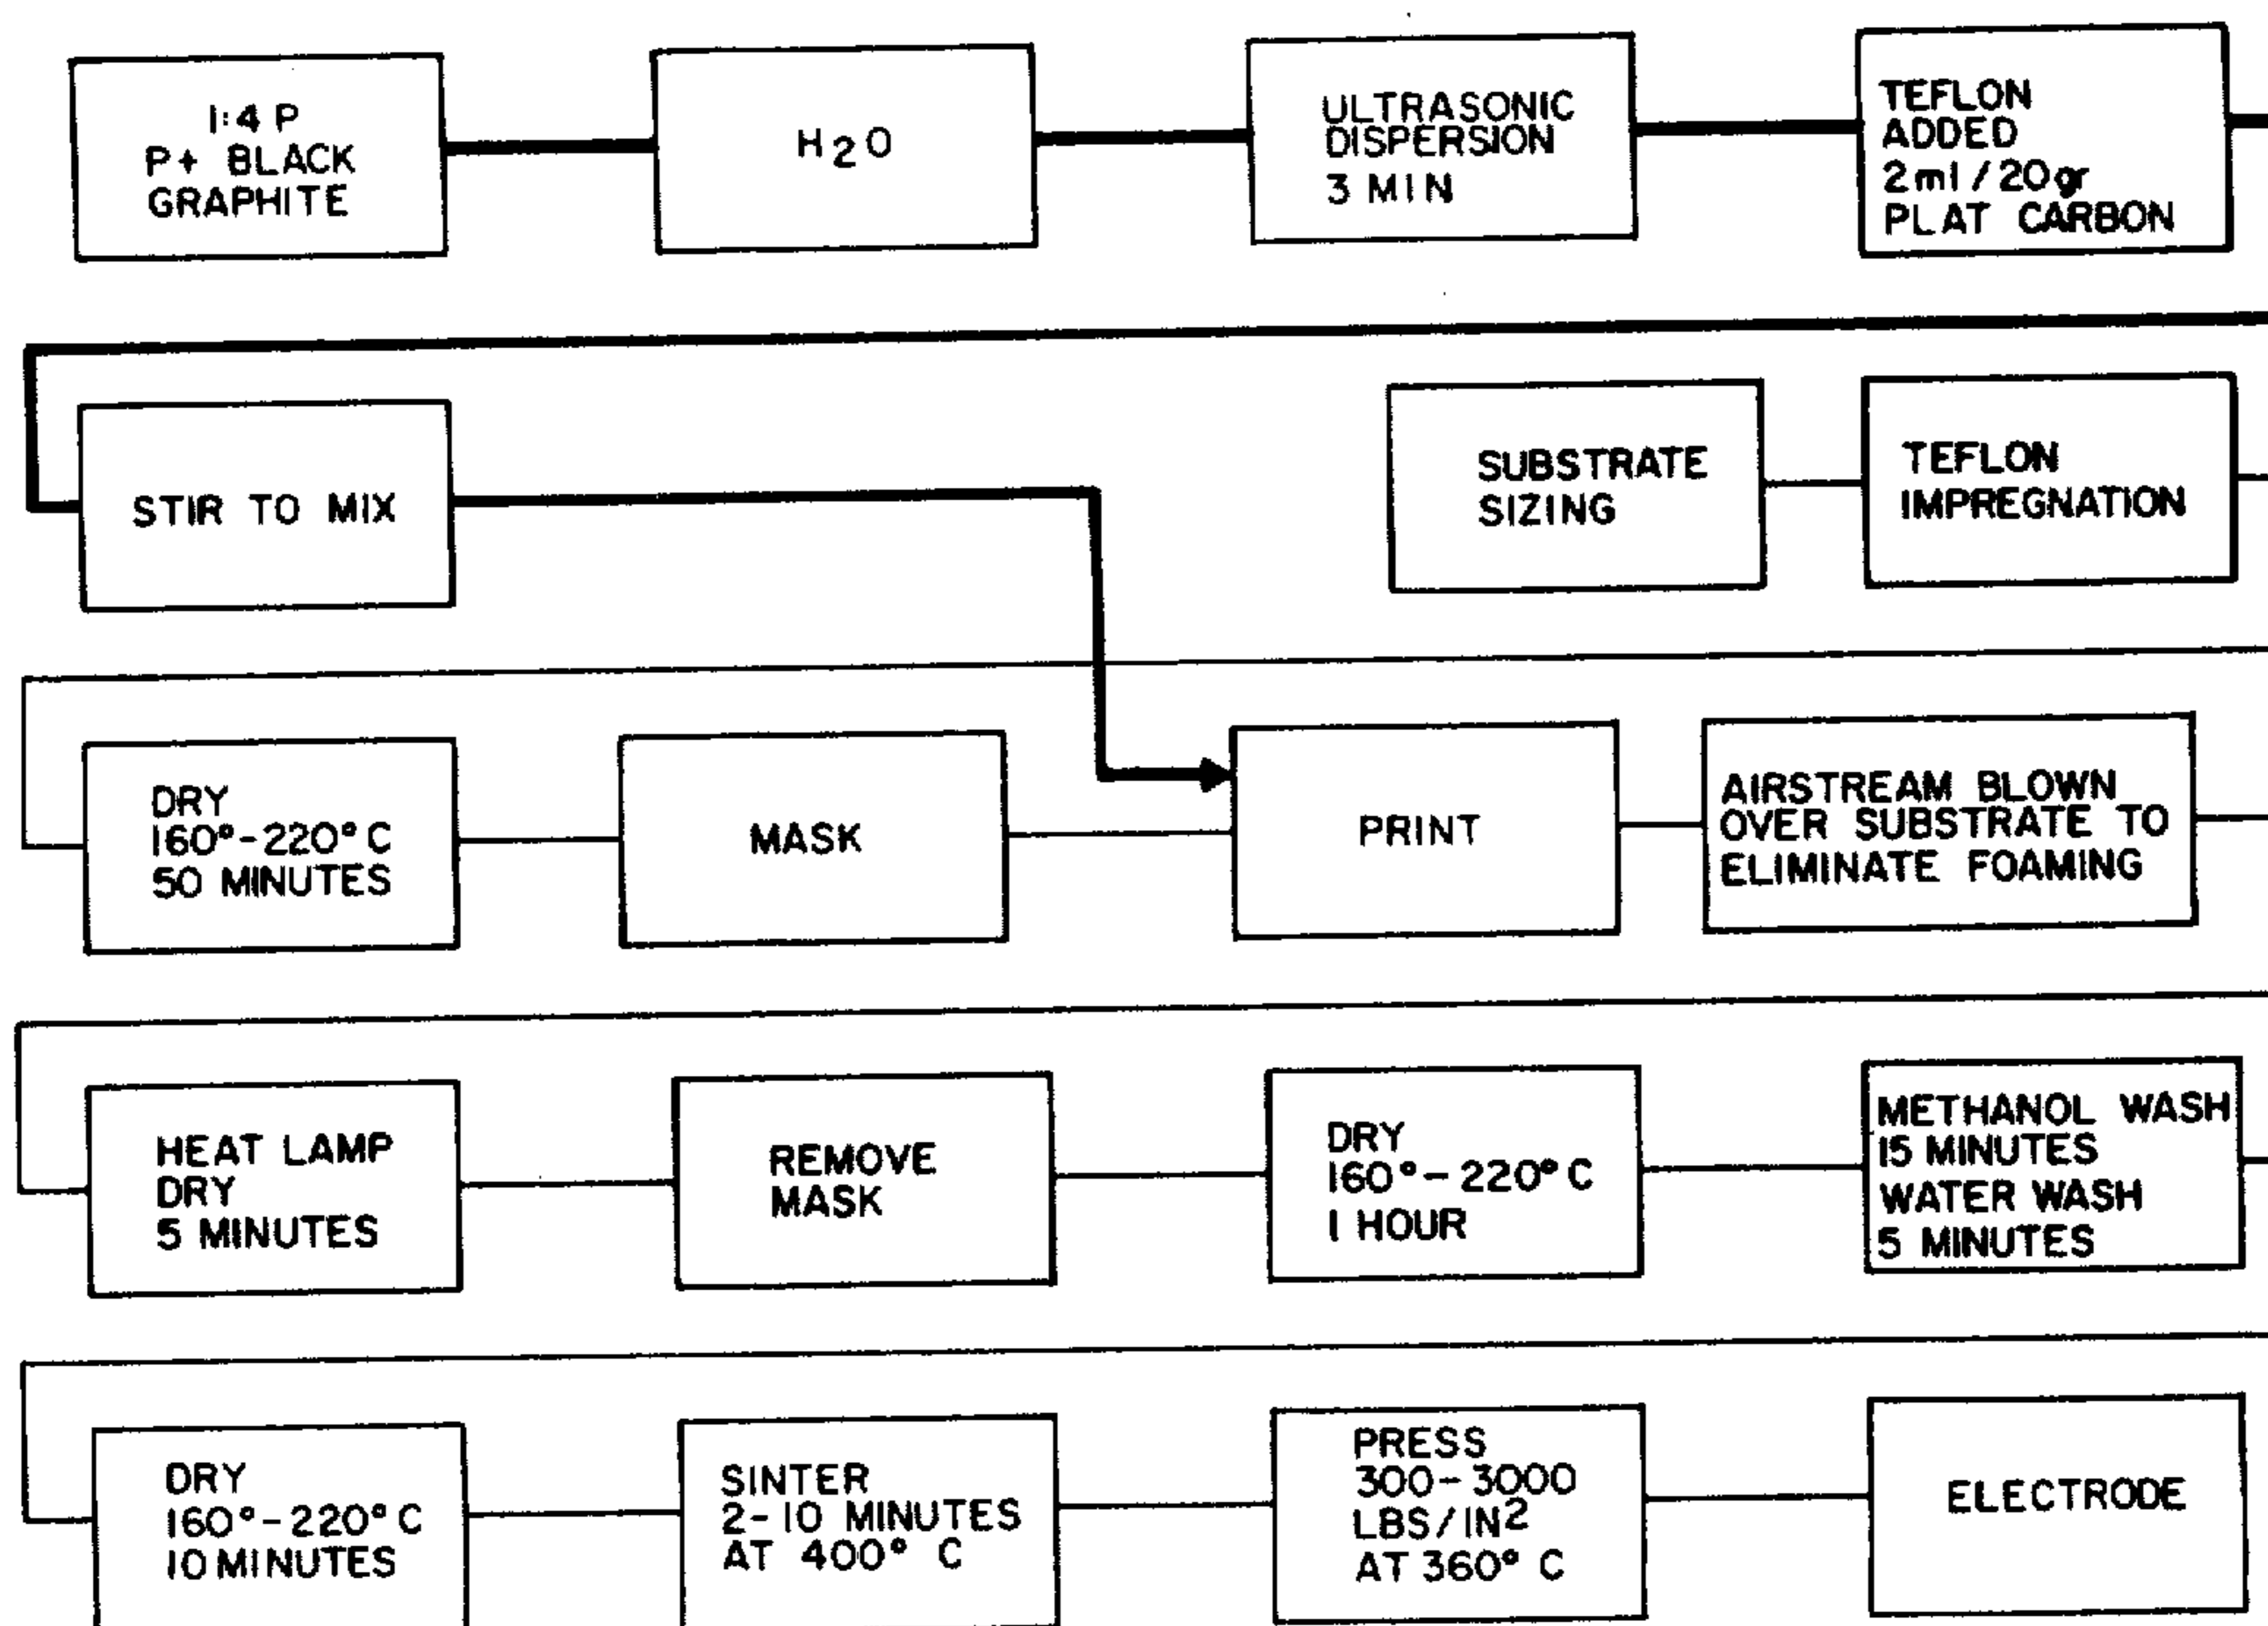 1:4 P
P+ BLACK
GRAPHITE
H2O
ULTRASONIC
DISPERSION
3 MIN
TEFLON
ADDED
2ml/20gr
PLAT CARBON
STIR TO MIX
SUBSTRATE
SIZING
TEFLON
IMPREGNATION
DRY
160°-220°C
50 MINUTES
MASK
PRINT
AIRSTREAM BLOWN
OVER SUBSTRATE TO
ELIMINATE FOAMING
HEAT LAMP
DRY
5 MINUTES
REMOVE
MASK
DRY
160°-220°C
1 HOUR
METHANOL WASH
15 MINUTES
WATER WASH
5 MINUTES
DRY
160°-220°C
10 MINUTES
SINTER
2-10 MINUTES
AT 400° C
PRESS
300-3000
LBS/IN2
AT 360° C
ELECTRODE